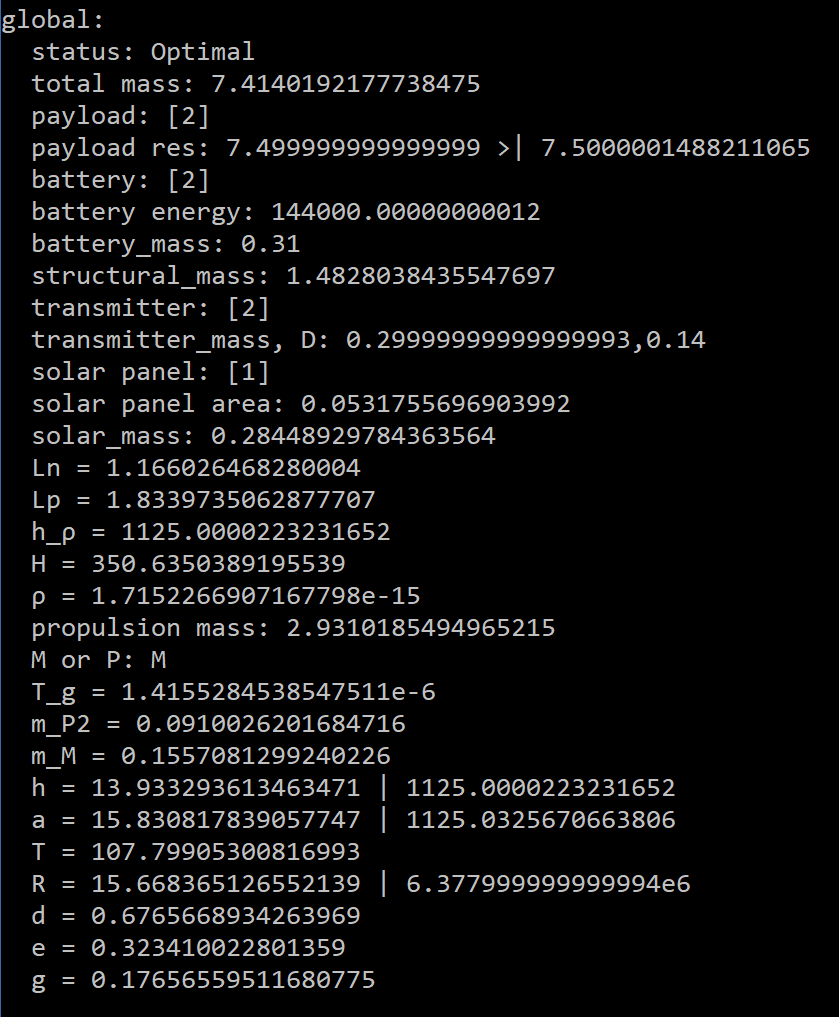 global:
status: Optimal
total mass: 7.4140192177738475
payload: [2]
payload res: 7.499999999999999 >| 7.5000001488211065
battery: [2]
battery energy: 144000.00000000012
battery_mass: 0.31
structural_mass: 1.4828038435547697
transmitter: [2]
transmitter_mass, D: 0.29999999999999993,0.14
solar panel: [1]
solar panel area: 0.0531755696903992
solar_mass: 0.28448929784363564
Ln = 1.166026468280004
Lp = 1.8339735062877707
h_ρ = 1125.0000223231652
H = 350.6350389195539
ρ = 1.7152266907167798e-15
propulsion mass: 2.9310185494965215
M or P: M
T_g = 1.4155284538547511e-6
m_P2 = 0.0910026201684716
m_M = 0.1557081299240226
h = 13.933293613463471 | 1125.0000223231652
a = 15.830817839057747 | 1125.0325670663806
T = 107.79905300816993
R = 15.668365126552139 | 6.377999999999994e6
d = 0.6765668934263969
e = 0.323410022801359
g = 0.17656559511680775